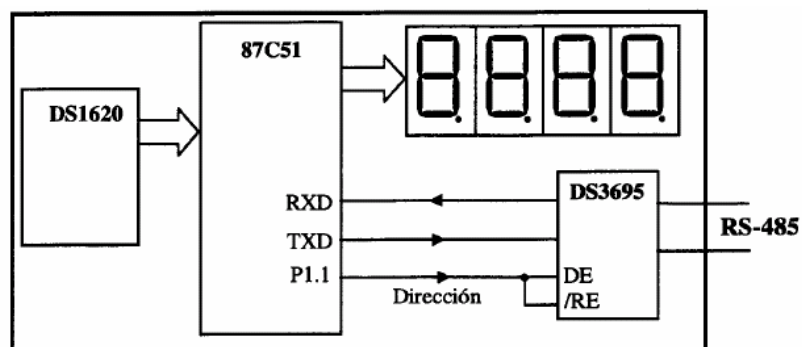 87C51
DS1620
DS3695
RXD
TXD
P1.1
Dirección
DE
/RE
RS-485